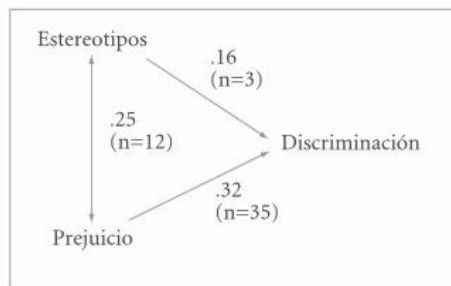 Estereotipos
.16
(n=3)
.25
(n=12)
Discriminación
.32
(n=35)
Prejuicio